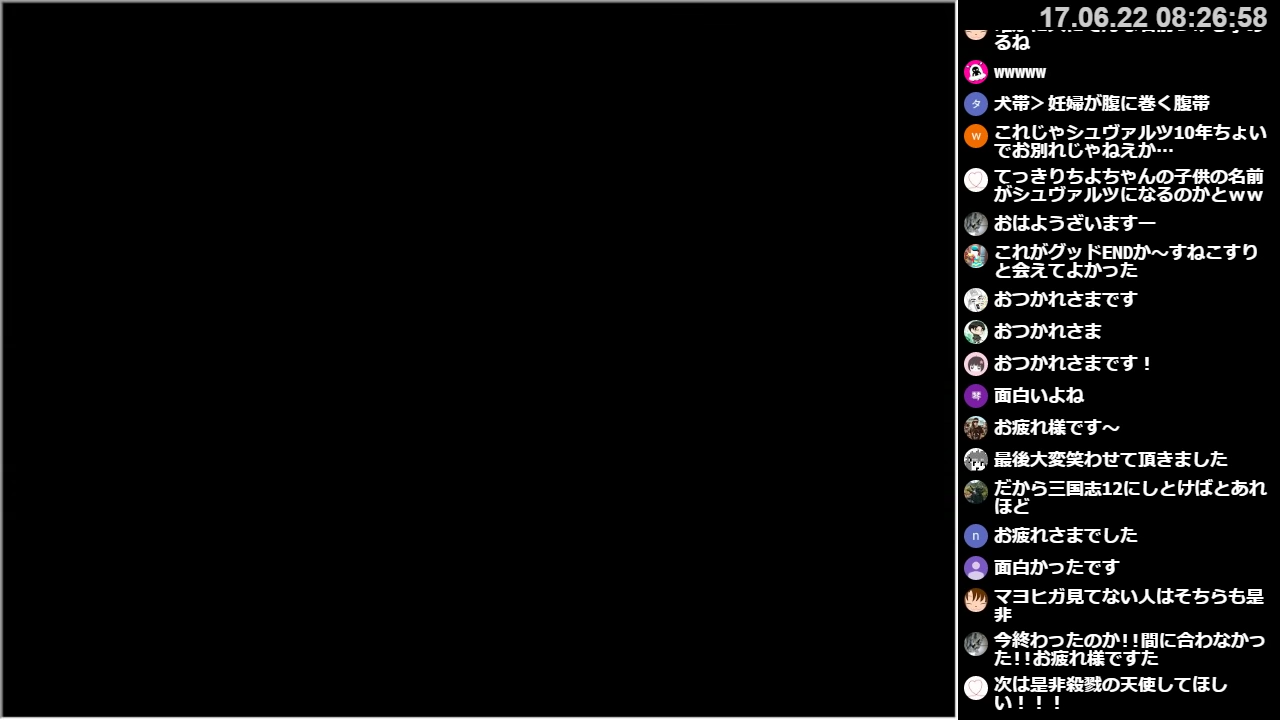 17.06.22 08:26:58
るね
wwwww
犬帯＞妊婦が腹に巻く腹帯
これじゃシュヴァルツ10年ちょい
でお別れじゃねえか…
てっきりちよちゃんの子供の名前
がシュヴァルツになるのかとｗｗ
おはようざいますー
これがグッドENDか～すねこすり
と会えてよかった
おつかれさまです
おつかれさま
おつかれさまです！
面白いよね
お疲れ様です～
最後大変笑わせて頂きました
だから三国志12にしとけばとあれ
ほど
お疲れさまでした
面白かったです
マヨヒガ見てない人はそちらも是
非
今終わったのか!!間に合わなかっ
た!!お疲れ様ですた
次は是非殺戮の天使してほし
い！！！
タ
w
琴
n